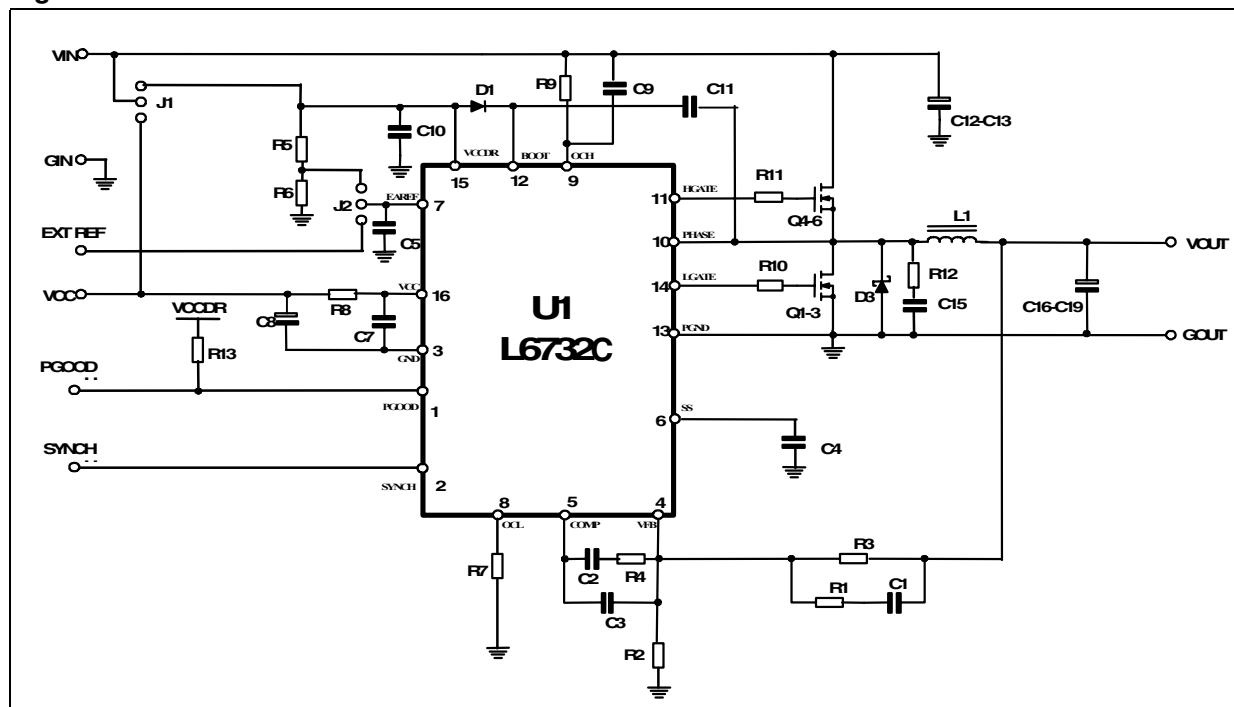 VIN
J1
R9
C9
D1
C11
C12-C13
C10
R5
VCCDR
BOOT
OCH
GIN
15
12
9
R6
J2
EAREF
7
HGATE
11
R11
Q4-6
EXT REF
C5
PHASE
10
L1
VOUT
VCC
VCC
16
U1
L6732C
LGATE
14
R10
Q1-3
D3
R12
C15
C16-C19
VCCDR
C8
R8
C7
R13
3
GND
PGND
13
GOUT
PGOOD
PGOOD
1
SS
6
C4
SYNCH
SYNCH
2
8
5
4
OCL
COMP
VFB
R7
C2
R4
R3
C3
R1
C1
R2